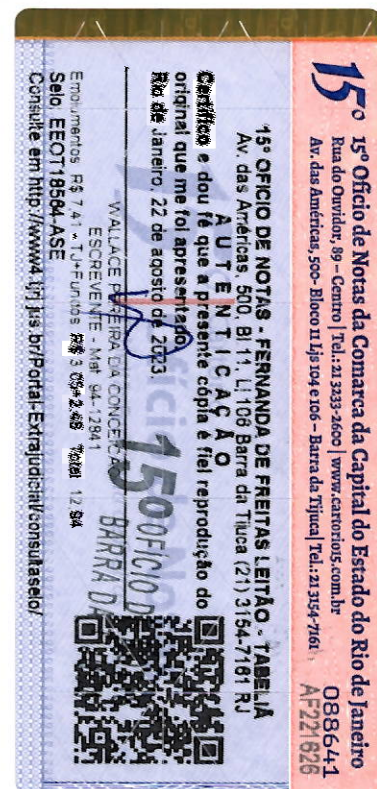 15º
15º Ofício de Notas da Comarca da Capital do Estado do Rio de Janeiro
Rua do Ouvidor, 89 – Centro | Tel.: 21 3233-2600 | www.cartorio15.com.br
Av. das Américas, 500 - Bloco 11 Ljs 104 e 106 – Barra da Tijuca | Tel.: 21 3154-7161
088641
AF221626
15º OFICIO DE NOTAS - FERNANDA DE FREITAS LEITÃO - TABELIÃ
Av. das Américas, 500, Bl 11, Lj 106 Barra da Tijuca (21) 3154-7161 RJ
AUTENTICAÇÃO
Certifico e dou fé que a presente cópia é fiel reprodução do
original que me foi apresentado.
Rio de Janeiro, 22 de agosto de 2023.
WALLACE PEREIRA DA CONCEIÇÃO
ESCREVENTE - Mat 94-12941
15º OFÍCIO D
BARRA DA
Emolumentos: R$ 7,41 + TJ+Fundos R$ 3,05+2,48 Total 12,94
Selo: EEOT18564-ASE
Consulte em http://www4.tjrj.jus.br/Portal-Extrajudicial/consultaselo/